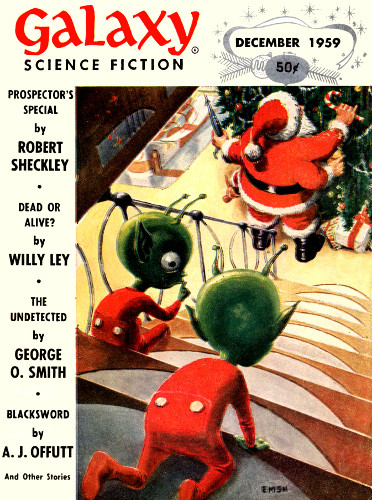 Galaxy
®
SCIENCE FICTION
DECEMBER 1959
50¢
PROSPECTOR'S
SPECIAL
by
ROBERT
SHECKLEY
•
DEAD OR
ALIVE?
by
WILLY LEY
•
THE
UNDETECTED
by
GEORGE
O. SMITH
•
BLACKSWORD
by
A. J. OFFUTT
And Other Stories
EMSH